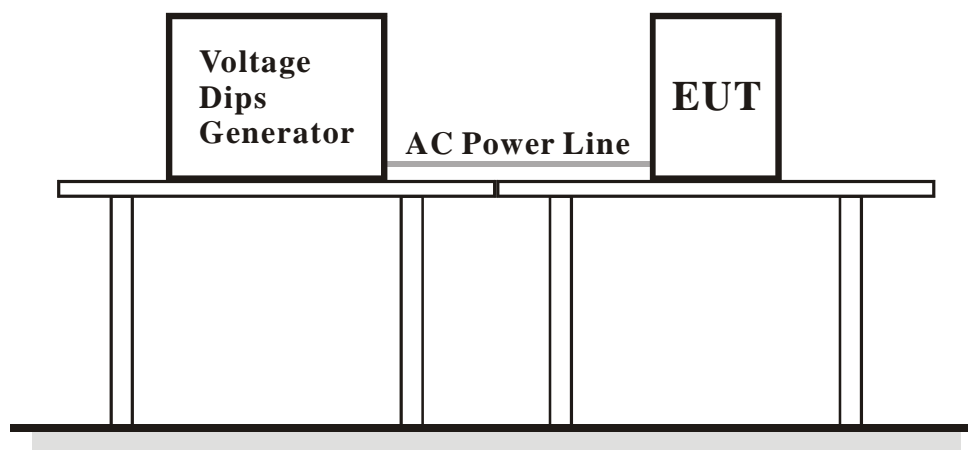 Voltage
Dips
Generator
AC Power Line
EUT